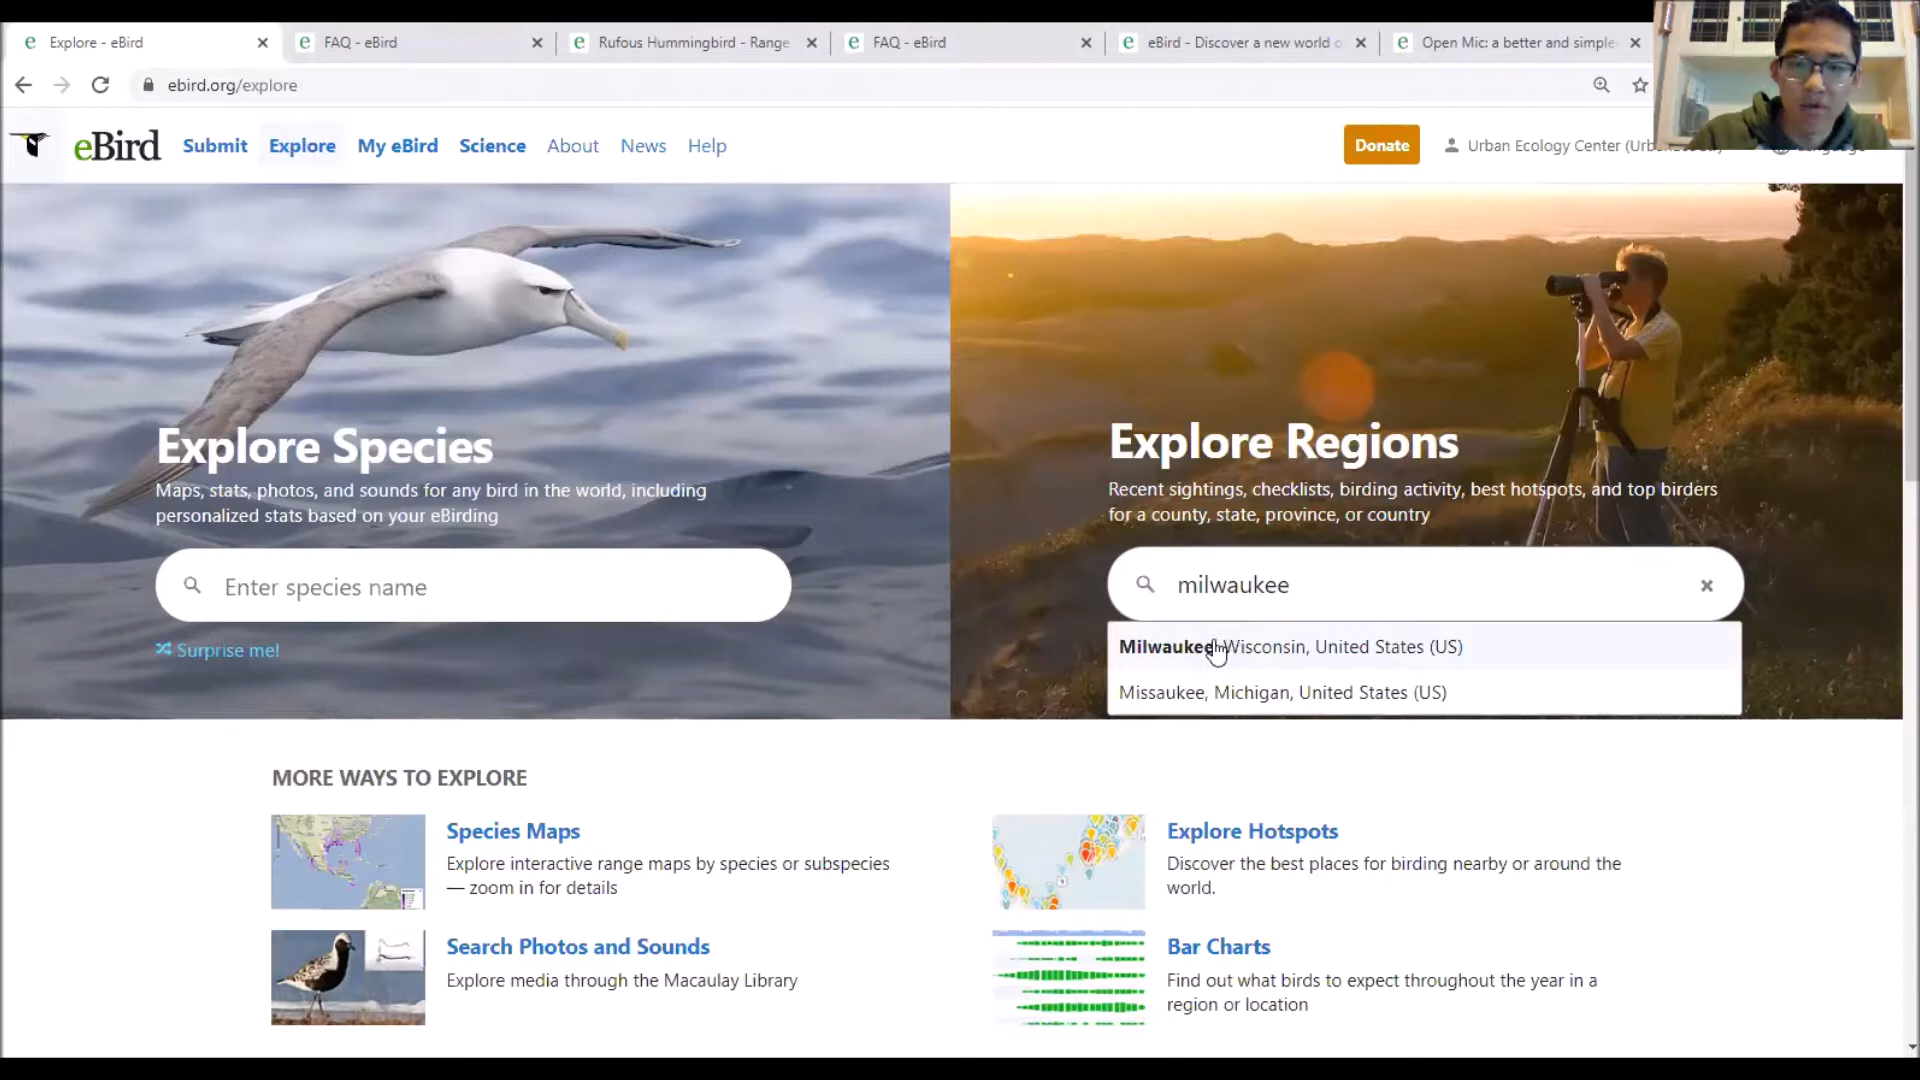 Explore - eBird
FAQ - eBird
Rufous Hummingbird - Range
FAQ - eBird
eBird - Discover a new world o
Open Mic: a better and simple
ebird.org/explore
eBird
Submit
Explore
My eBird
Science
About
News
Help
Donate
Urban Ecology Center
Explore Species
Maps, stats, photos, and sounds for any bird in the world, including
personalized stats based on your eBirding
Enter species name
Surprise me!
Explore Regions
Recent sightings, checklists, birding activity, best hotspots, and top birders
for a county, state, province, or country
milwaukee
Milwaukee, Wisconsin, United States (US)
Missaukee, Michigan, United States (US)
MORE WAYS TO EXPLORE
Species Maps
Explore interactive range maps by species or subspecies
— zoom in for details
Explore Hotspots
Discover the best places for birding nearby or around the
world.
Search Photos and Sounds
Explore media through the Macaulay Library
Bar Charts
Find out what birds to expect throughout the year in a
region or location